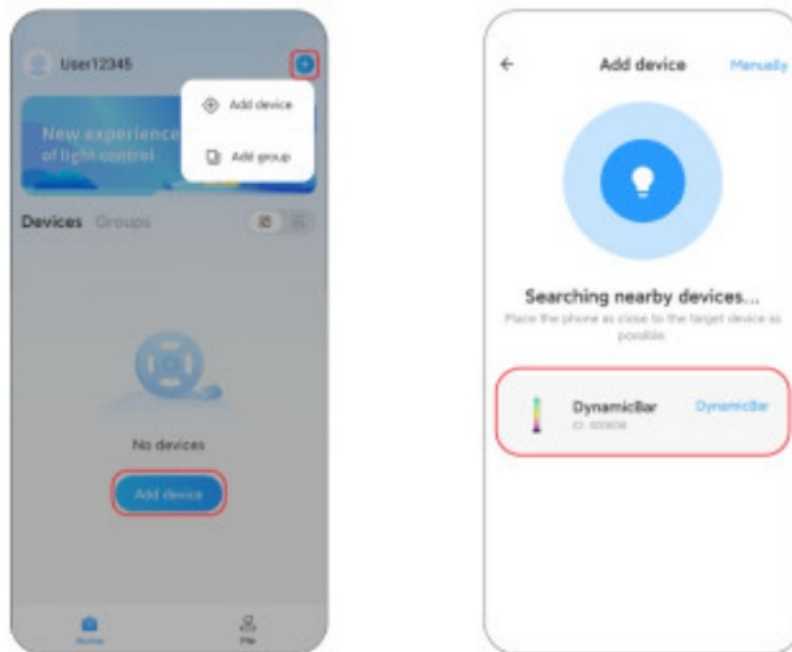 User12345
Add device
New experience
of light control
Add group
Devices Groups
No devices
Add device
Home
Me
Add device
Manually
Searching nearby devices...
Place the phone as close to the target device as
possible
DynamicBar
DynamicBar
ID: